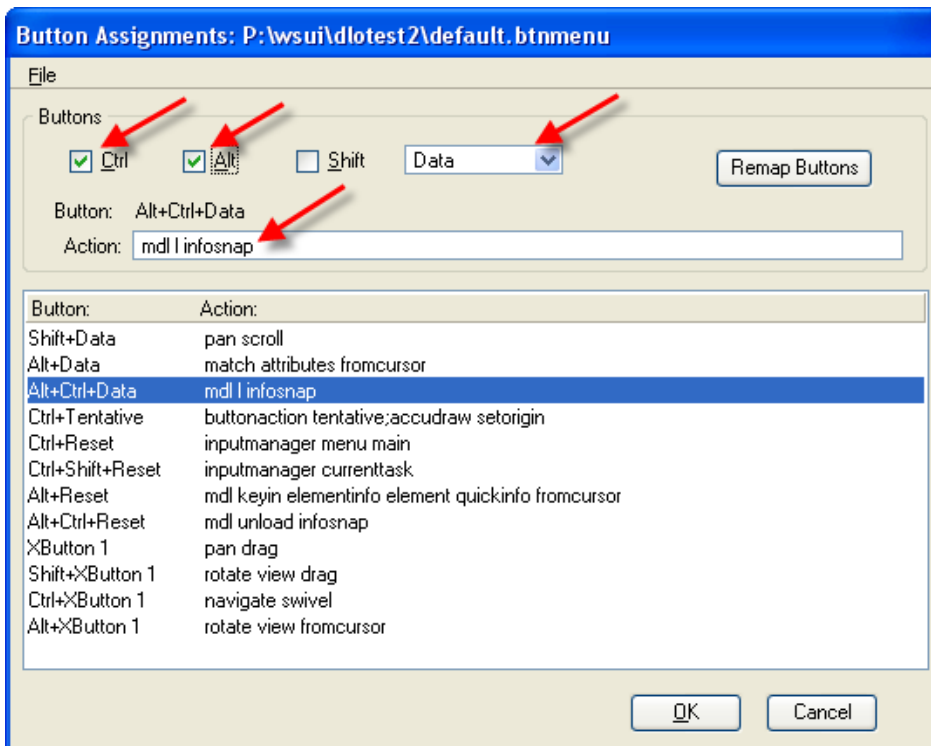 Button Assignments: P:\wsui\dlotest2\default.btnmenu
File
Buttons
Ctrl Alt Shift Data Remap Buttons
Button: Alt+Ctrl+Data
Action: mdl l infosnap
Button: Action:
Shift+Data pan scroll
Alt+Data match attributes fromcursor
Alt+Ctrl+Data mdl l infosnap
Ctrl+Tentative buttonaction tentative;accudraw setorigin
Ctrl+Reset inputmanager menu main
Ctrl+Shift+Reset inputmanager currenttask
Alt+Reset mdl keyin elementinfo element quickinfo fromcursor
Alt+Ctrl+Reset mdl unload infosnap
XButton 1 pan drag
Shift+XButton 1 rotate view drag
Ctrl+XButton 1 navigate swivel
Alt+XButton 1 rotate view fromcursor
OK Cancel